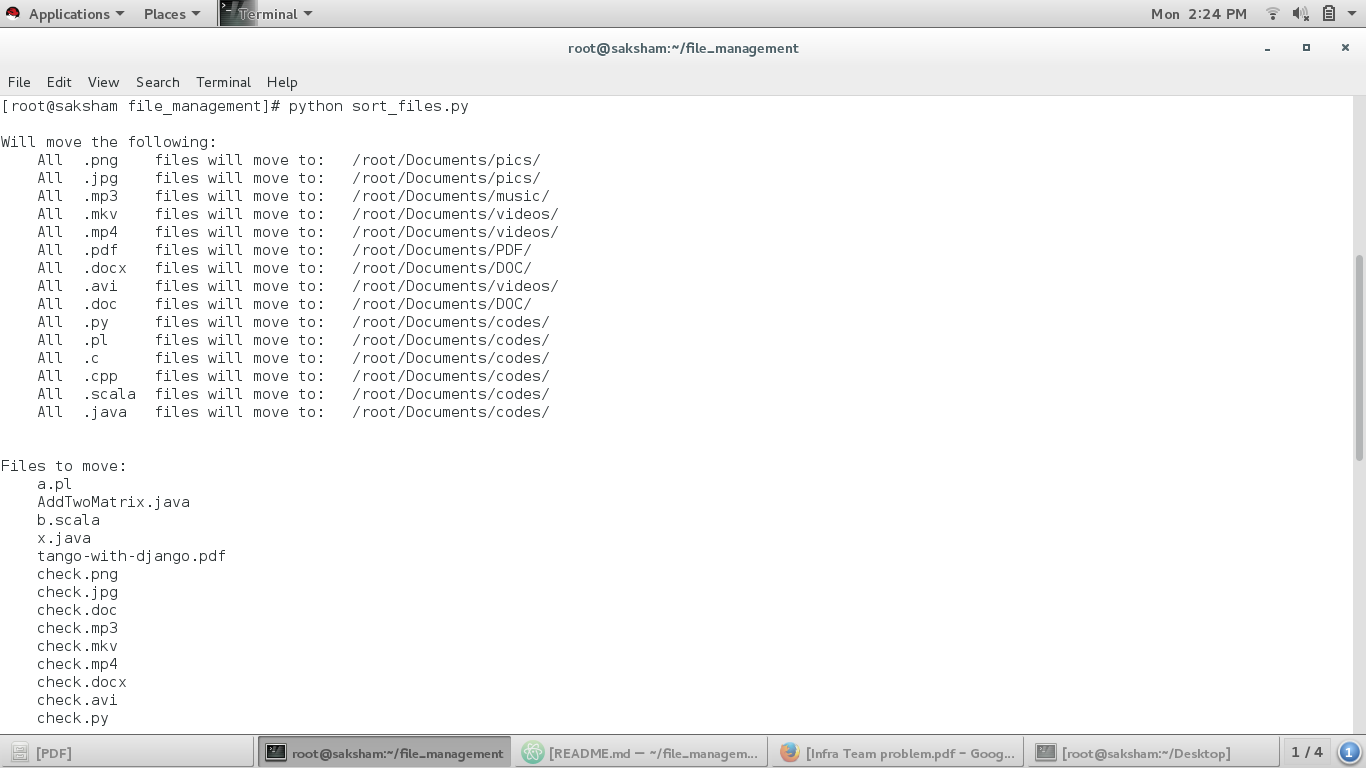 Applications Places Terminal Mon 2:24 PM
root@saksham:~/file_management
File Edit View Search Terminal Help
[root@saksham file_management]# python sort_files.py
Will move the following:
All .png files will move to: /root/Documents/pics/
All .jpg files will move to: /root/Documents/pics/
All .mp3 files will move to: /root/Documents/music/
All .mkv files will move to: /root/Documents/videos/
All .mp4 files will move to: /root/Documents/videos/
All .pdf files will move to: /root/Documents/PDF/
All .docx files will move to: /root/Documents/DOC/
All .avi files will move to: /root/Documents/videos/
All .doc files will move to: /root/Documents/DOC/
All .py files will move to: /root/Documents/codes/
All .pl files will move to: /root/Documents/codes/
All .c files will move to: /root/Documents/codes/
All .cpp files will move to: /root/Documents/codes/
All .scala files will move to: /root/Documents/codes/
All .java files will move to: /root/Documents/codes/
Files to move:
a.pl
AddTwoMatrix.java
b.scala
x.java
tango-with-django.pdf
check.png
check.jpg
check.doc
check.mp3
check.mkv
check.mp4
check.docx
check.avi
check.py
[PDF] root@saksham:~/file_management [README.md — ~/file_managem... [Infra Team problem.pdf - Goog... [root@saksham:~/Desktop] 1 / 4 1